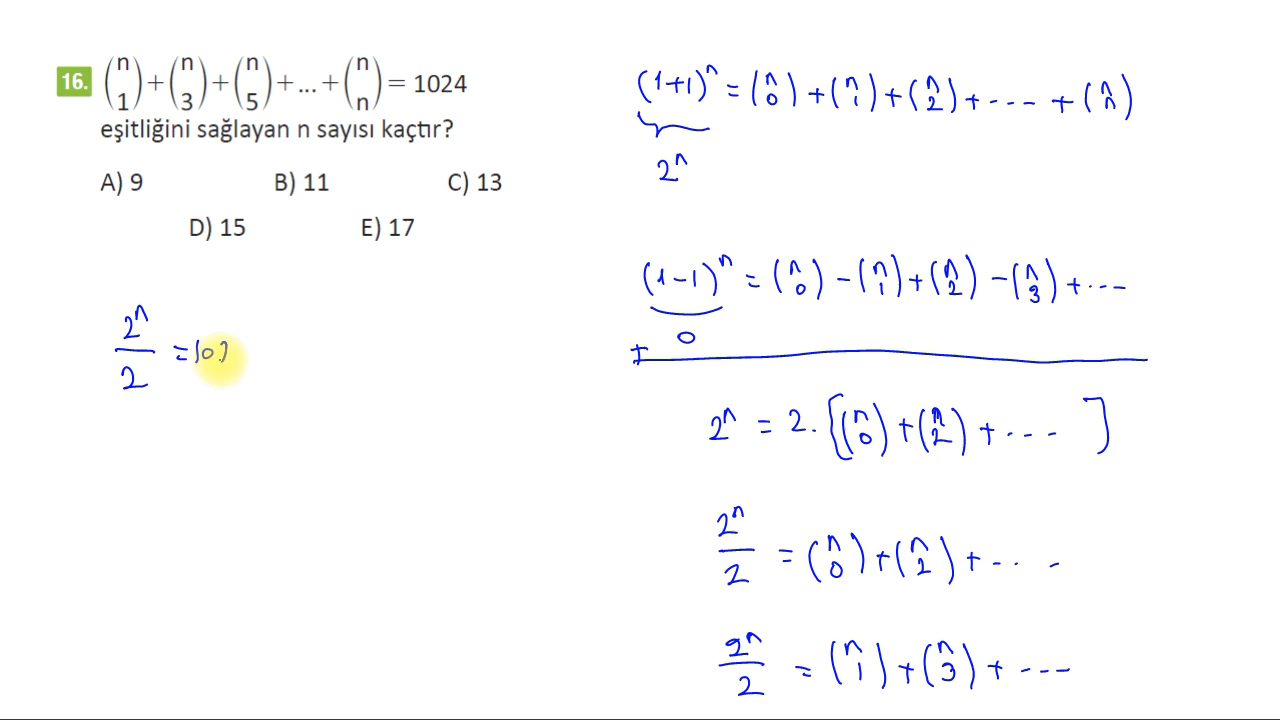 16. (n 1) + (n 3) + (n 5) + ... + (n n) = 1024
eşitliğini sağlayan n sayısı kaçtır?
A) 9 B) 11 C) 13
D) 15 E) 17
2^n / 2 = 102
(1+1)^n = (n 0) + (n 1) + (n 2) + .... + (n n)
2^n
(1-1)^n = (n 0) - (n 1) + (n 2) - (n 3) + ...
0
+
2^n = 2. [(n 0) + (n 2) + .... ]
2^n / 2 = (n 0) + (n 2) + ....
2^n / 2 = (n 1) + (n 3) + ....